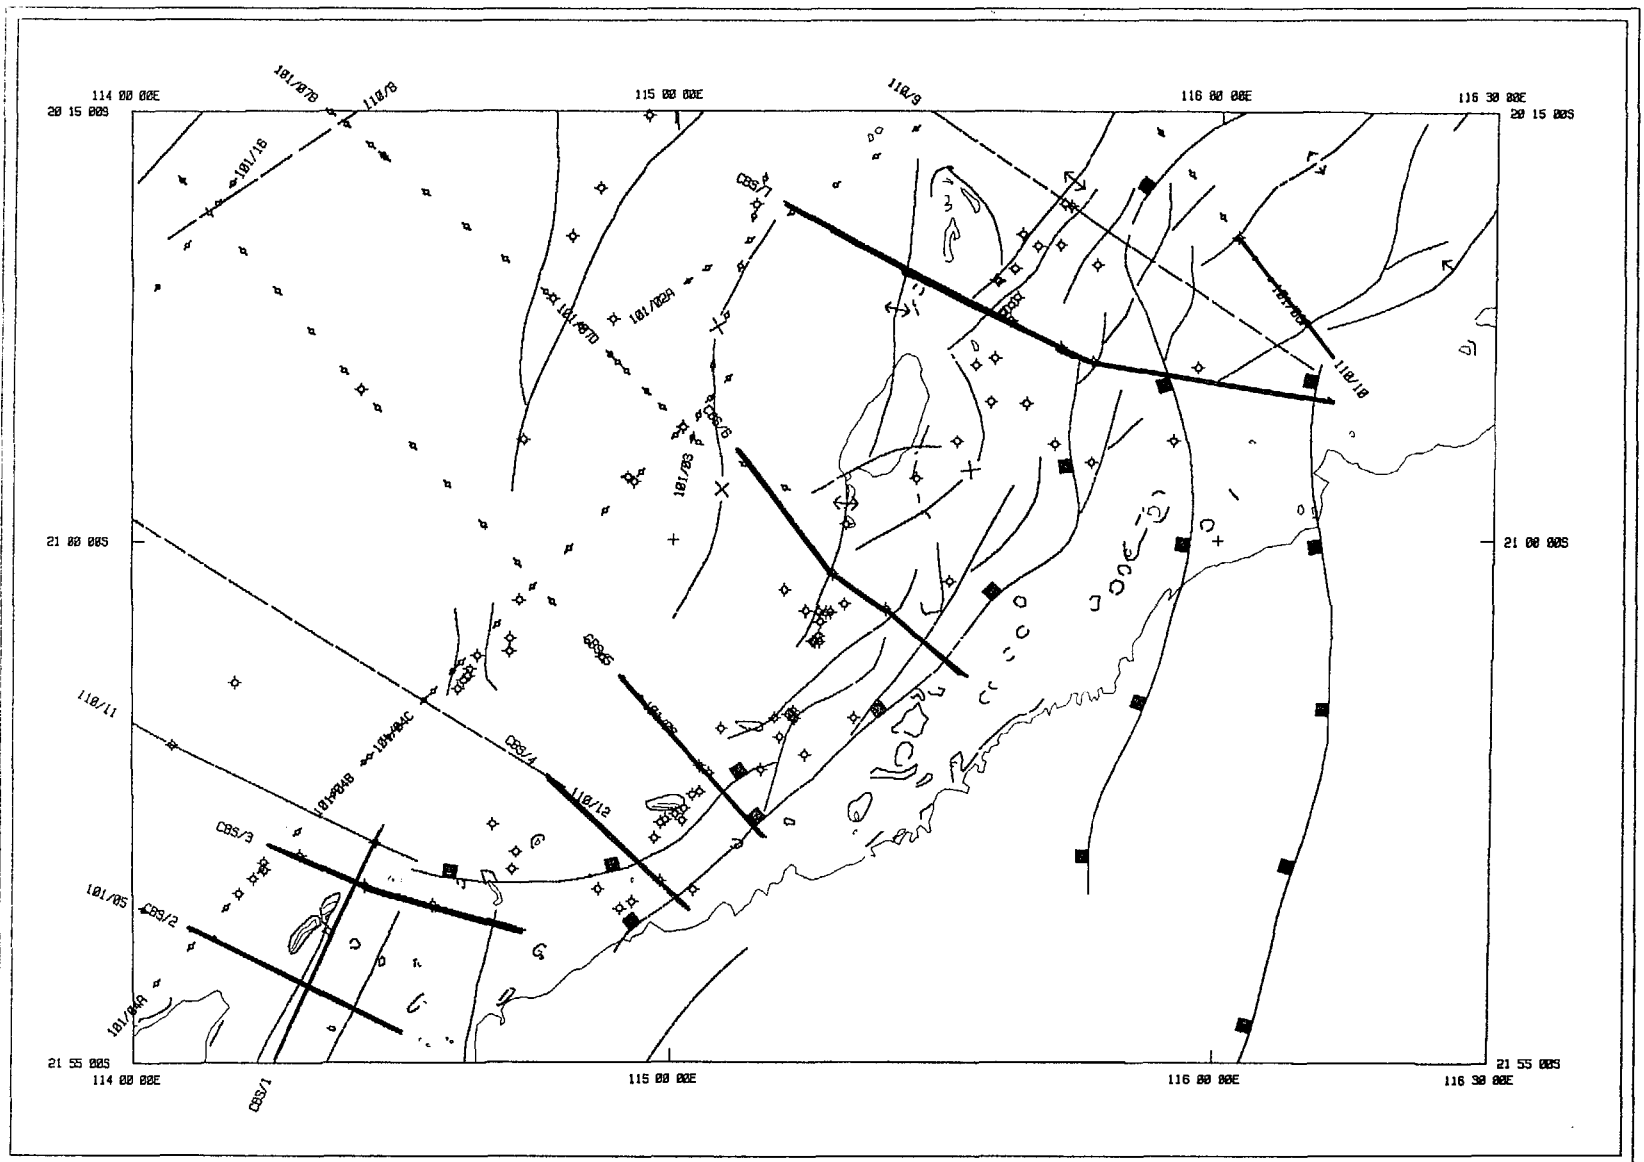 101/07B
110/8
110/9
114 00 00E
115 00 00E
116 00 00E
116 30 00E
20 15 00S
20 15 00S
101/16
CBS/7
101/02A
101/07D
110/10
CBS/6
101/03
21 00 00S
21 00 00S
CBS/5
110/11
101/04C
CBS/4
101/04B
110/12
CBS/3
101/05
CBS/2
101/04A
21 55 00S
21 55 00S
114 00 00E
115 00 00E
116 00 00E
116 30 00E
CBS/1